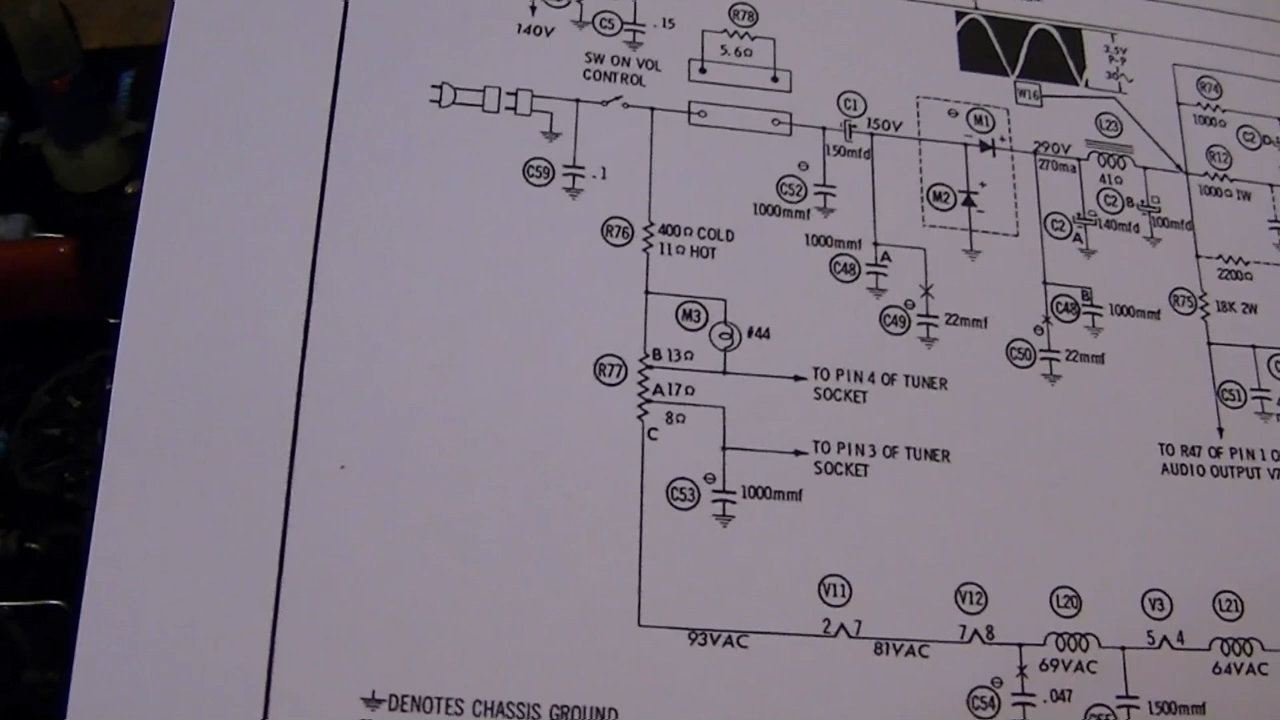 C5 .15
140V
R78
5.6Ω
SW ON VOL
CONTROL
3.5V
P-P
30∿
W16
R74
1000Ω
C1
150V
150mfd
M1
L23
C2
290V
270ma
41Ω
R12
1000Ω 1W
C59 .1
C52
1000mmf
M2
C2 B
100mfd
C2 140mfd
A
R76
400Ω COLD
11Ω HOT
1000mmf
C48 A
2200Ω
M3
#44
C49 22mmf
C48 B 1000mmf
R75 18K 2W
C50 22mmf
R77
B 13Ω
A 17Ω
8Ω
C
TO PIN 4 OF TUNER
SOCKET
C51
TO PIN 3 OF TUNER
SOCKET
TO R47 OF PIN 1
AUDIO OUTPUT
C53 1000mmf
V11
V12
L20
V3
L21
2 7
7 8
5 4
93VAC
81VAC
69VAC
64VAC
C54 .047
1500mmf
DENOTES CHASSIS GROUND